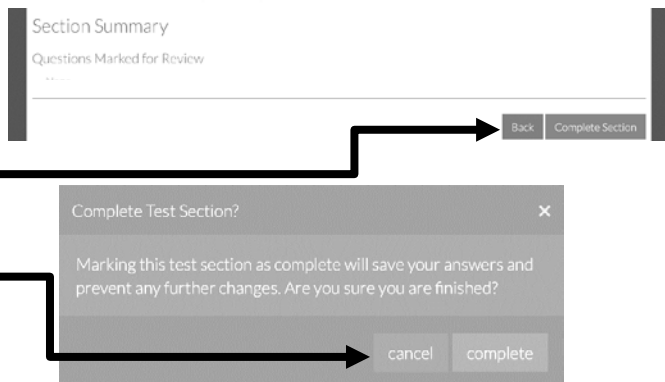 Section Summary
Questions Marked for Review
Back Complete Section
Complete Test Section? ×
Marking this test section as complete will save your answers and
prevent any further changes. Are you sure you are finished?
cancel complete